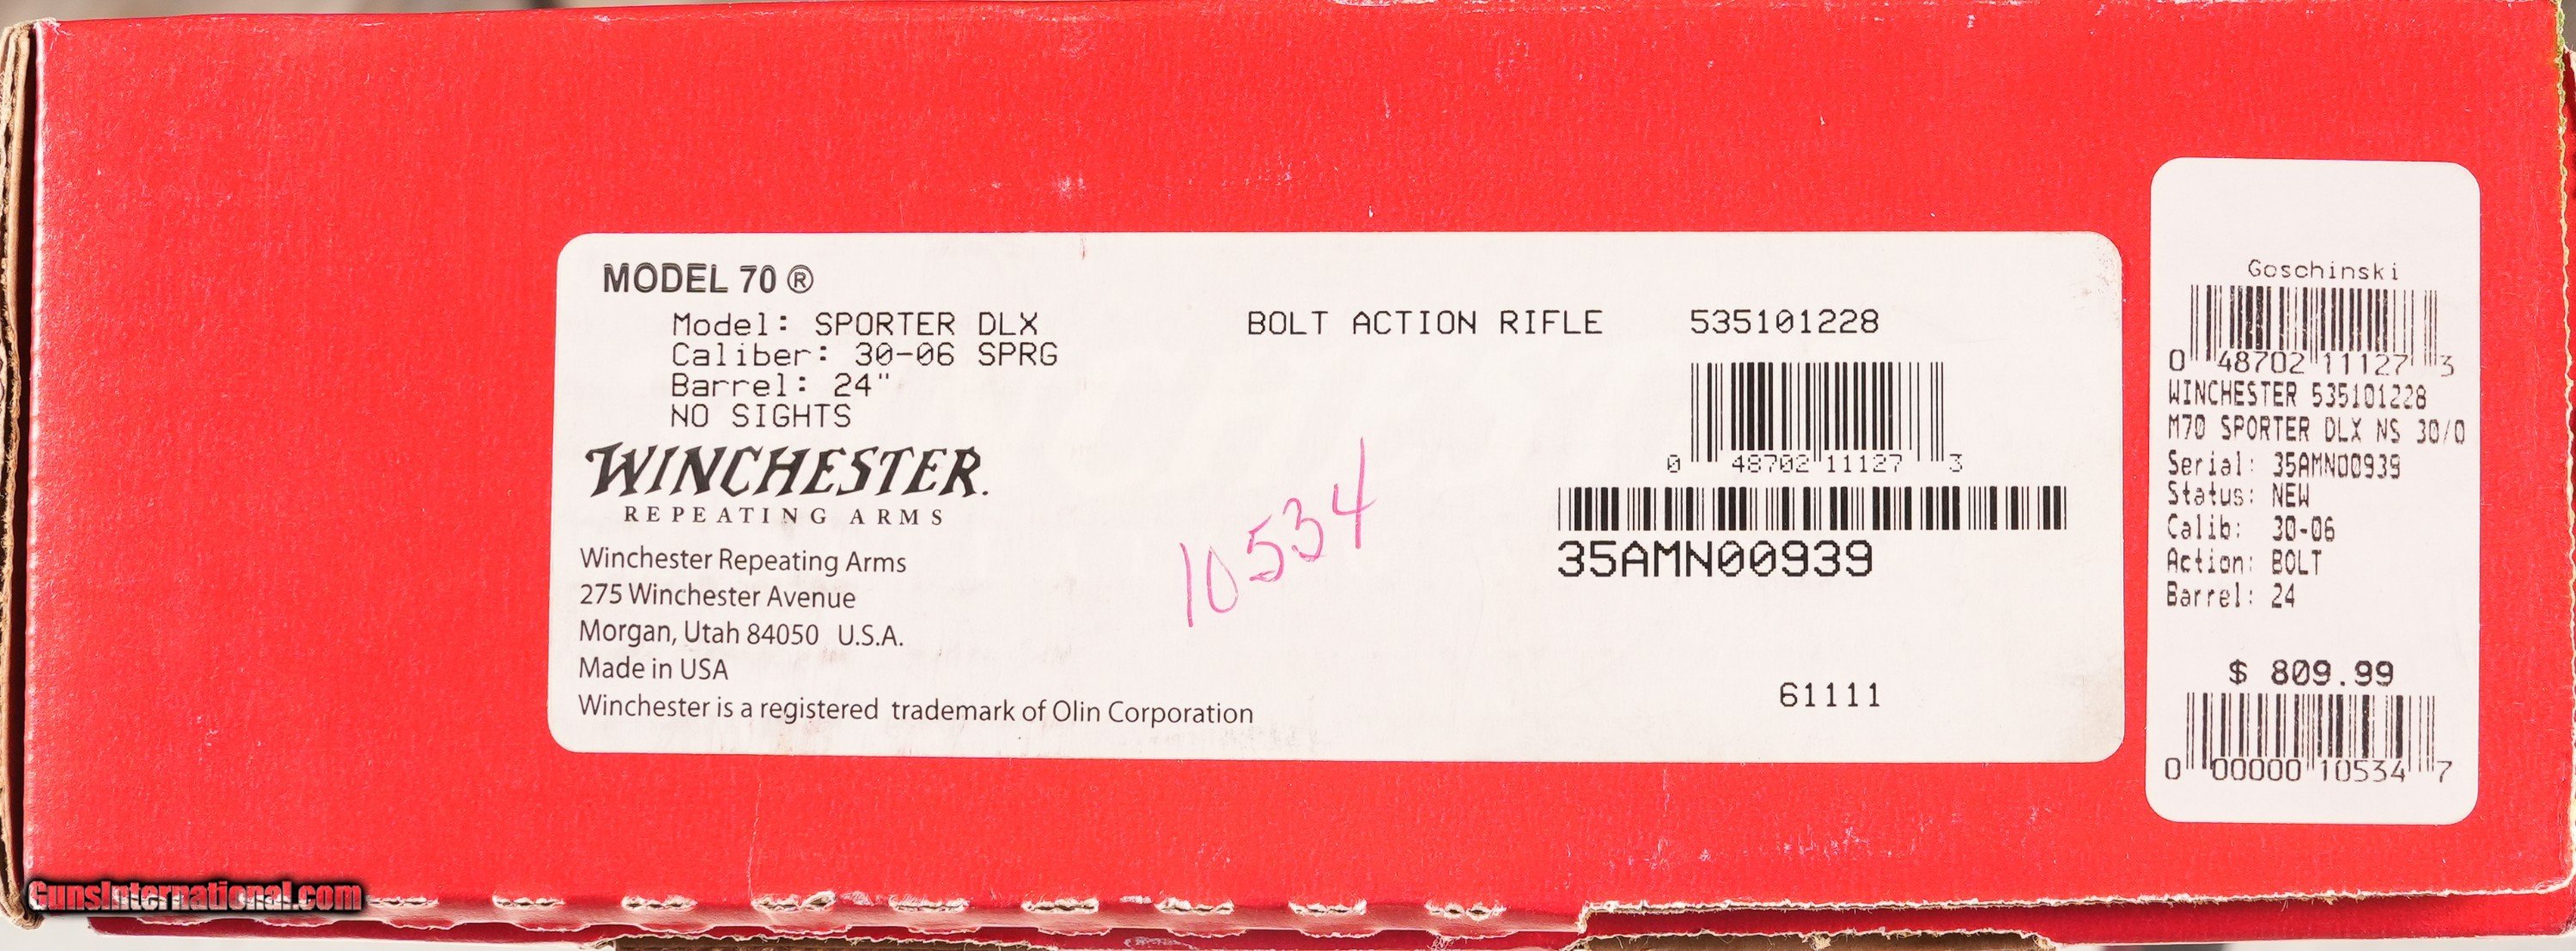 MODEL 70 ®
Model: SPORTER DLX
Caliber: 30-06 SPRG
Barrel: 24"
NO SIGHTS
BOLT ACTION RIFLE
535101228
0 48702 11127 3
WINCHESTER.
REPEATING ARMS
35AMN00939
10534
Winchester Repeating Arms
275 Winchester Avenue
Morgan, Utah 84050 U.S.A.
Made in USA
Winchester is a registered trademark of Olin Corporation
61111
Goschinski
0 48702 11127 3
WINCHESTER 535101228
M70 SPORTER DLX NS 30/0
Serial: 35AMN00939
Status: NEW
Calib: 30-06
Action: BOLT
Barrel: 24
$ 809.99
0 00000 10534 7
GunsInternational.com